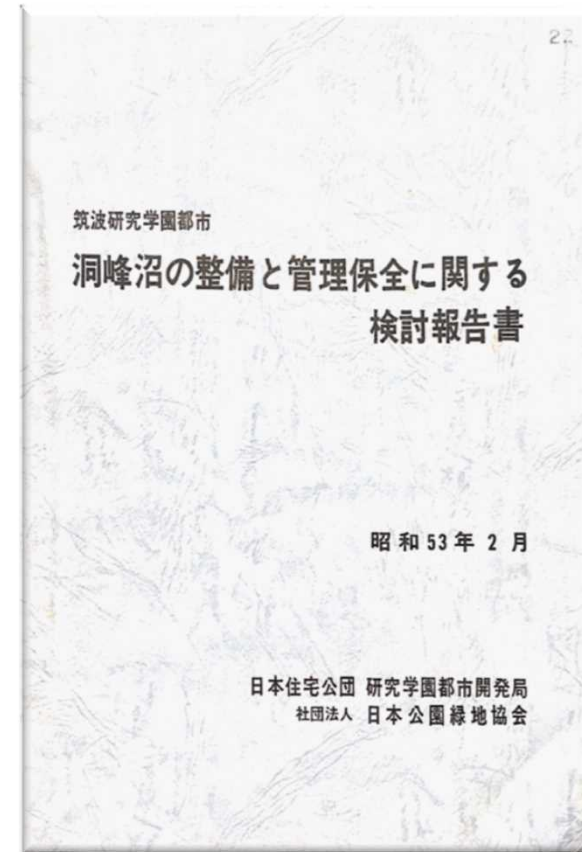 22
筑波研究学園都市
洞峰沼の整備と管理保全に関する
検討報告書
昭和53年2月
日本住宅公団 研究学園都市開発局
社団法人 日本公園緑地協会